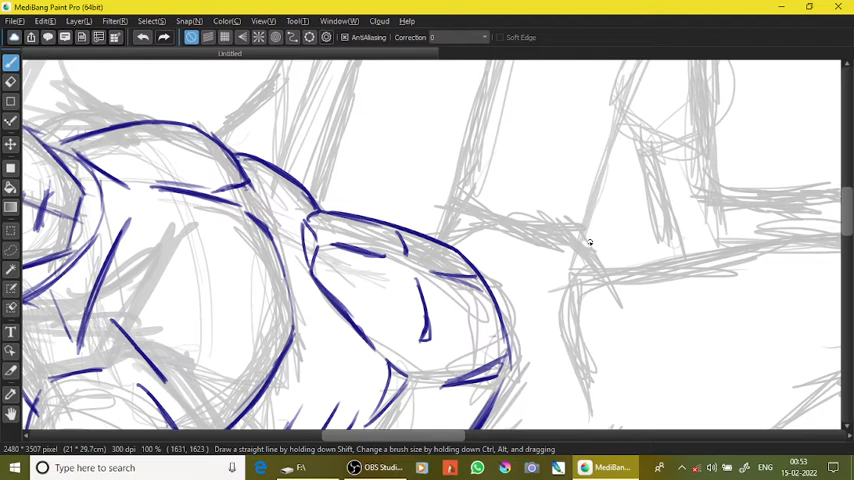 MediBang Paint Pro (64bit)
File(F) Edit(E) Layer(L) Filter(R) Select(S) Snap(N) Color(C) View(V) Tool(T) Window(W) Cloud Help
AntiAliasing Correction 0 Soft Edge
Untitled
2480 * 3507 pixel (21 * 29.7cm) 300 dpi 100 % (1631, 1623) Draw a straight line by holding down Shift, Change a brush size by holding down Ctrl, Alt, and dragging
Type here to search F:\ OBS Studi... MediBa... ENG 00:53
15-02-2022